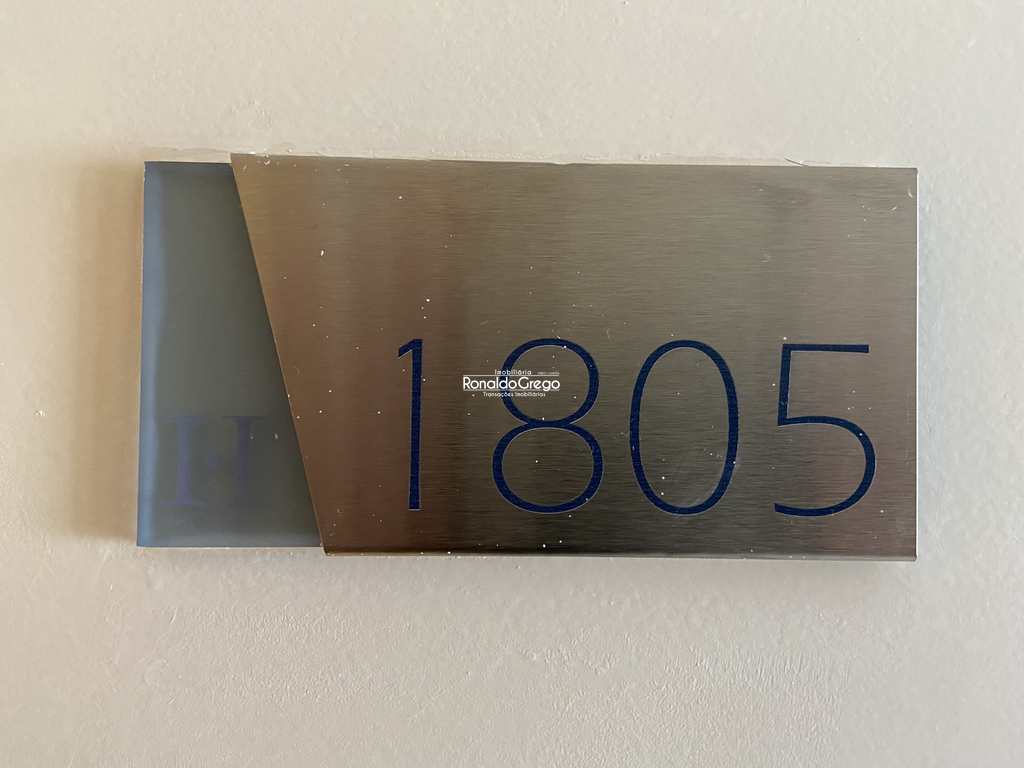 H
1805
Imobiliária
RonaldoGrego
Transações Imobiliárias